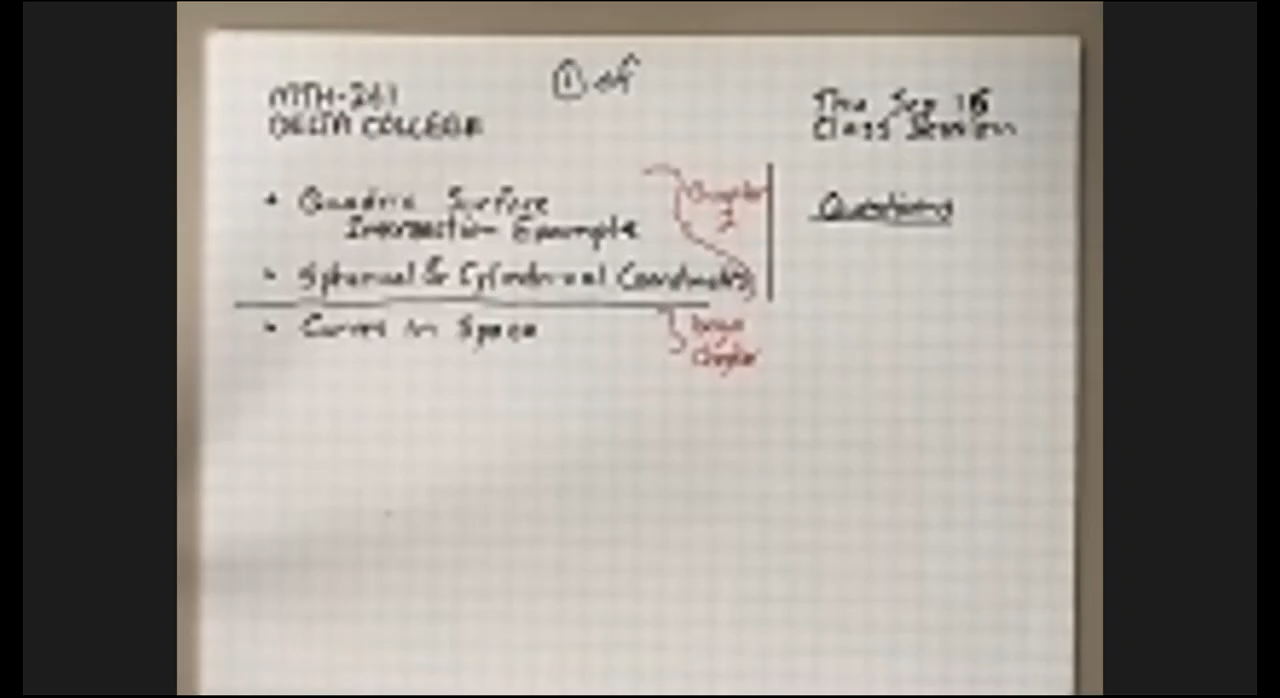 ① of
MTH-261
DELTA COLLEGE
Thu Sep 16
Class Session
• Quadric Surface
Intersection Example
• Spherical & Cylindrical Coordinates
Chapter
2
• Curves in Space
Chapter
Questions